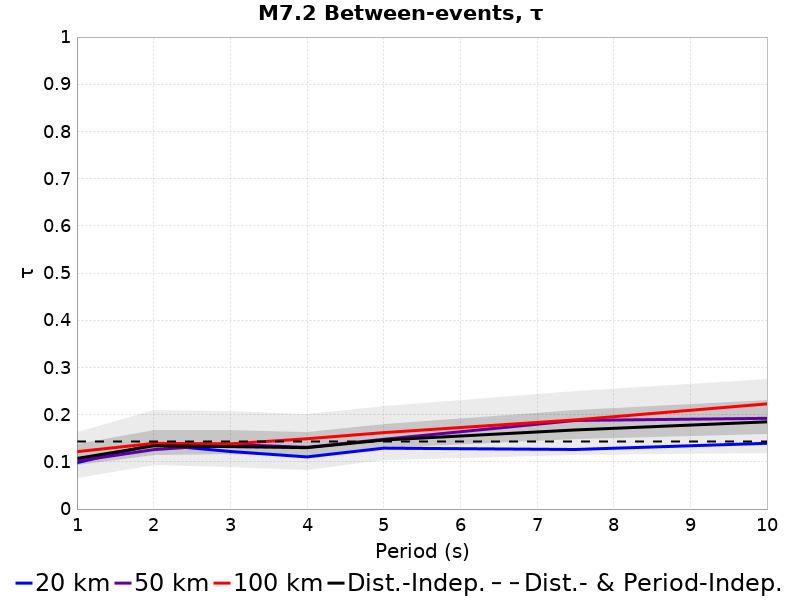 M7.2 Between-events, τ
1
0.9
0.8
0.7
0.6
0.5
0.4
0.3
0.2
0.1
0
τ
1 2 3 4 5 6 7 8 9 10
Period (s)
20 km 50 km 100 km Dist.-Indep. Dist.- & Period-Indep.